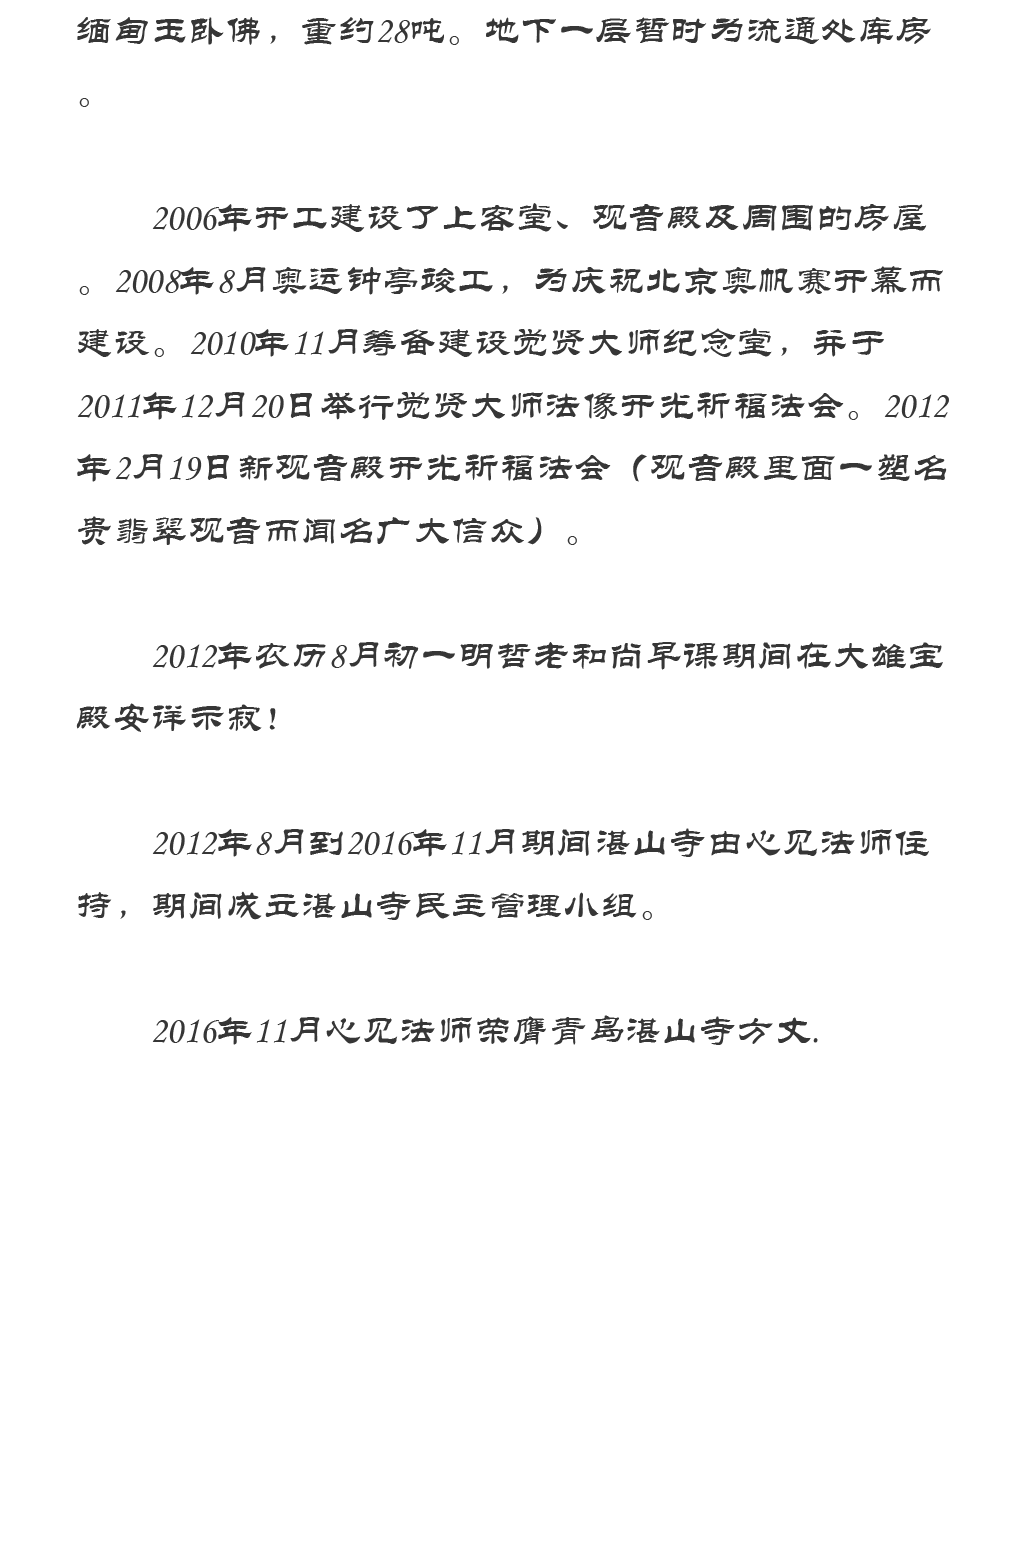 缅甸玉卧佛，重约28吨。地下一层暂时为流通处库房
。
2006年开工建设了上客堂、观音殿及周围的房屋
。2008年8月奥运钟亭竣工，为庆祝北京奥帆赛开幕而
建设。2010年11月筹备建设觉贤大师纪念堂，并于
2011年12月20日举行觉贤大师法像开光祈福法会。2012
年2月19日新观音殿开光祈福法会（观音殿里面一塑名
贵翡翠观音而闻名广大信众）。
2012年农历8月初一明哲老和尚早课期间在大雄宝
殿安详示寂！
2012年8月到2016年11月期间湛山寺由心见法师住
持，期间成立湛山寺民主管理小组。
2016年11月心见法师荣膺青岛湛山寺方丈.